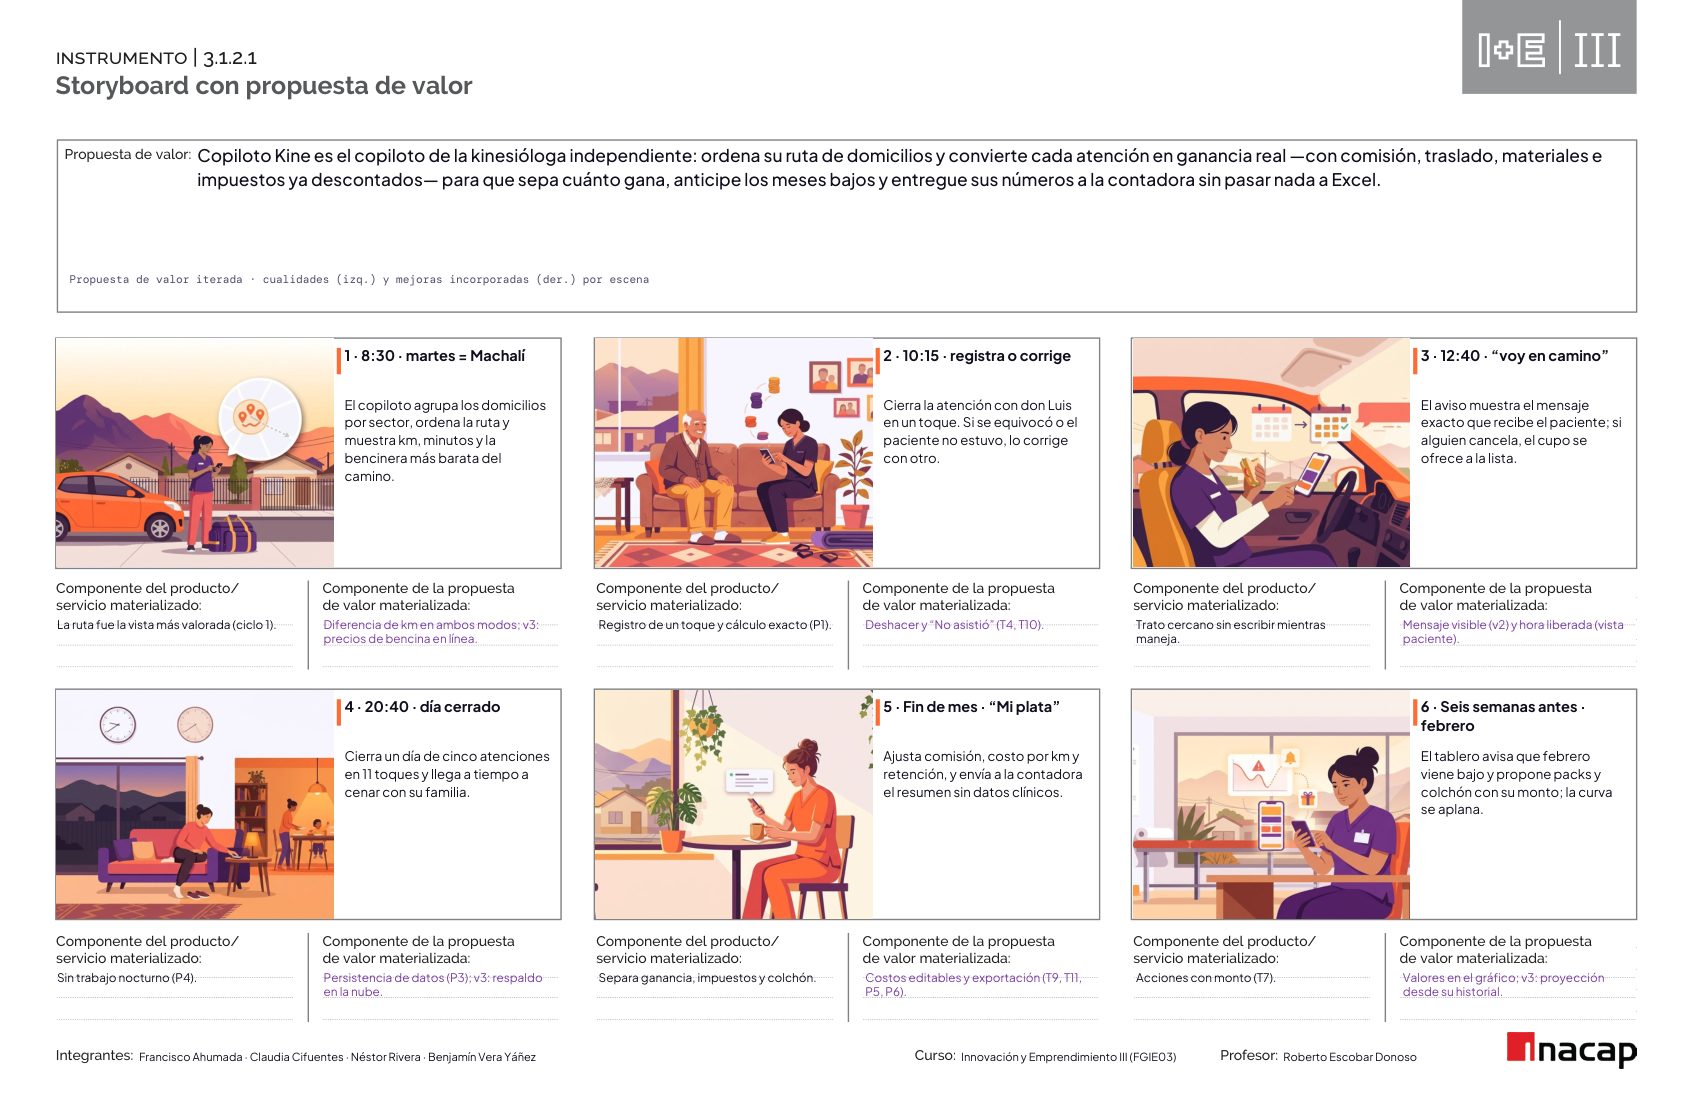 INSTRUMENTO | 3.1.2.1
Storyboard con propuesta de valor
I+E | III
Propuesta de valor: Copiloto Kine es el copiloto de la kinesióloga independiente: ordena su ruta de domicilios y convierte cada atención en ganancia real —con comisión, traslado, materiales e
impuestos ya descontados— para que sepa cuánto gana, anticipe los meses bajos y entregue sus números a la contadora sin pasar nada a Excel.
Propuesta de valor iterada · cualidades (izq.) y mejoras incorporadas (der.) por escena
1 · 8:30 · martes = Machalí
El copiloto agrupa los domicilios
por sector, ordena la ruta y
muestra km, minutos y la
bencinera más barata del
camino.
Componente del producto/
servicio materializado:
La ruta fue la vista más valorada (ciclo 1).
Componente de la propuesta
de valor materializada:
Diferencia de km en ambos modos; v3:
precios de bencina en línea.
2 · 10:15 · registra o corrige
Cierra la atención con don Luis
en un toque. Si se equivocó o el
paciente no estuvo, lo corrige
con otro.
Componente del producto/
servicio materializado:
Registro de un toque y cálculo exacto (P1).
Componente de la propuesta
de valor materializada:
Deshacer y “No asistió” (T4, T10).
3 · 12:40 · “voy en camino”
El aviso muestra el mensaje
exacto que recibe el paciente; si
alguien cancela, el cupo se
ofrece a la lista.
Componente del producto/
servicio materializado:
Trato cercano sin escribir mientras
maneja.
Componente de la propuesta
de valor materializada:
Mensaje visible (v2) y hora liberada (vista
paciente).
4 · 20:40 · día cerrado
Cierra un día de cinco atenciones
en 11 toques y llega a tiempo a
cenar con su familia.
Componente del producto/
servicio materializado:
Sin trabajo nocturno (P4).
Componente de la propuesta
de valor materializada:
Persistencia de datos (P3); v3: respaldo
en la nube.
5 · Fin de mes · “Mi plata”
Ajusta comisión, costo por km y
retención, y envía a la contadora
el resumen sin datos clínicos.
Componente del producto/
servicio materializado:
Separa ganancia, impuestos y colchón.
Componente de la propuesta
de valor materializada:
Costos editables y exportación (T9, T11,
P5, P6).
6 · Seis semanas antes ·
febrero
El tablero avisa que febrero
viene bajo y propone packs y
colchón con su monto; la curva
se aplana.
Componente del producto/
servicio materializado:
Acciones con monto (T7).
Componente de la propuesta
de valor materializada:
Valores en el gráfico; v3: proyección
desde su historial.
Integrantes: Francisco Ahumada · Claudia Cifuentes · Néstor Rivera · Benjamín Vera Yáñez
Curso: Innovación y Emprendimiento III (FGIE03)
Profesor: Roberto Escobar Donoso
inacap